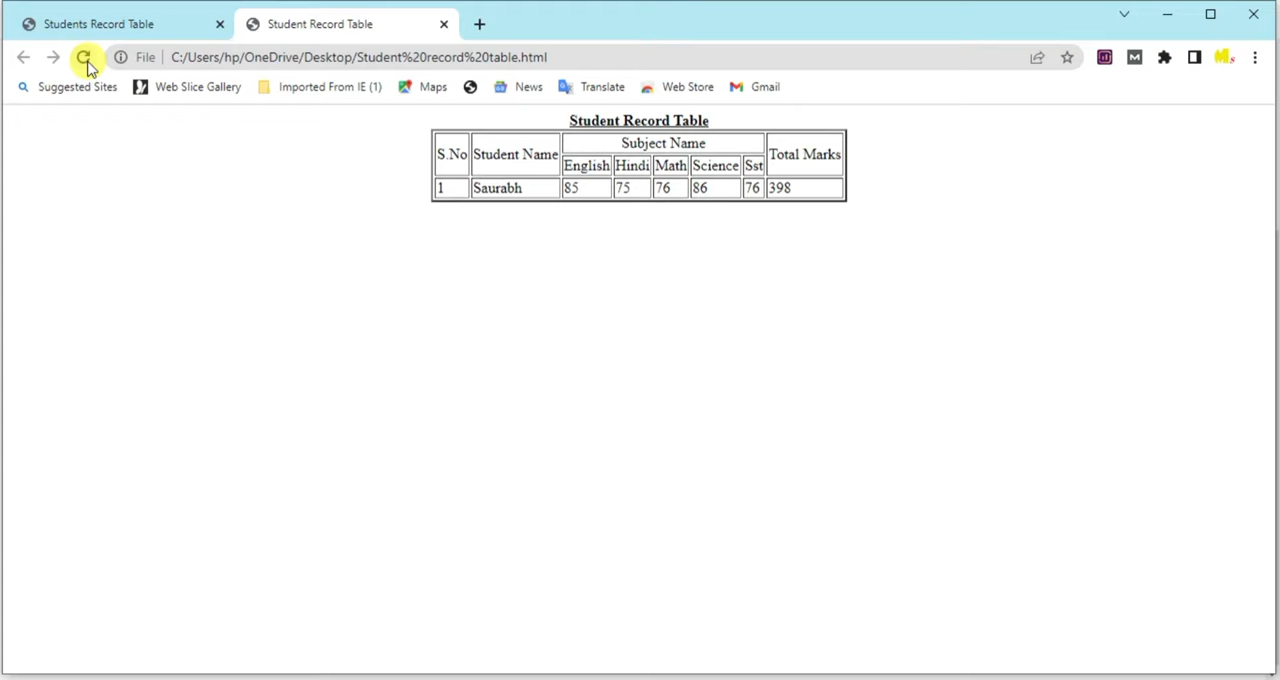 Students Record Table
Student Record Table
File C:/Users/hp/OneDrive/Desktop/Student%20record%20table.html
Suggested Sites Web Slice Gallery Imported From IE (1) Maps News Translate Web Store Gmail
Student Record Table
S.No Student Name Subject Name Total Marks
English Hindi Math Science Sst
1 Saurabh 85 75 76 86 76 398